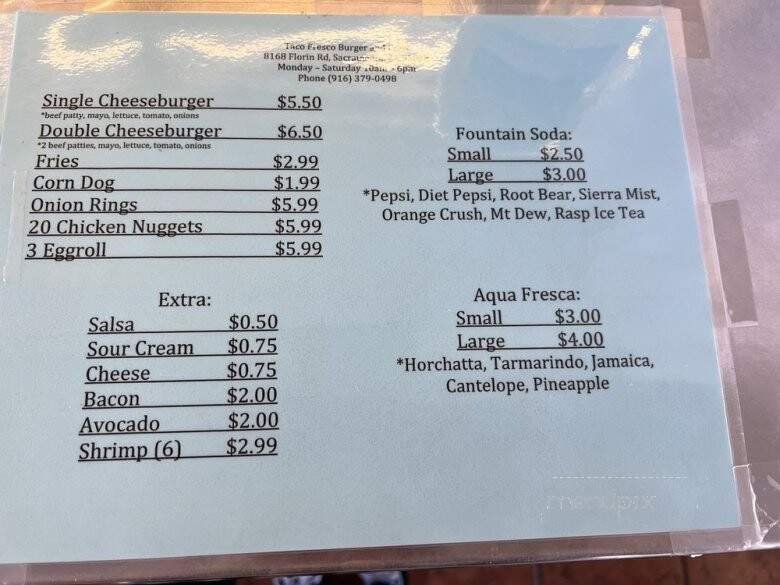 Taco Fresco Burger
8168 Florin Rd,
Monday – Saturday 10am - 6pm
Phone (916) 379-0498
Single Cheeseburger $5.50
*beef patty, mayo, lettuce, tomato, onions
Double Cheeseburger $6.50
*2 beef patties, mayo, lettuce, tomato, onions
Fries $2.99
Corn Dog $1.99
Onion Rings $5.99
20 Chicken Nuggets $5.99
3 Eggroll $5.99
Extra:
Salsa $0.50
Sour Cream $0.75
Cheese $0.75
Bacon $2.00
Avocado $2.00
Shrimp (6) $2.99
Fountain Soda:
Small $2.50
Large $3.00
*Pepsi, Diet Pepsi, Root Bear, Sierra Mist,
Orange Crush, Mt Dew, Rasp Ice Tea
Aqua Fresca:
Small $3.00
Large $4.00
*Horchatta, Tarmarindo, Jamaica,
Cantelope, Pineapple
menupix